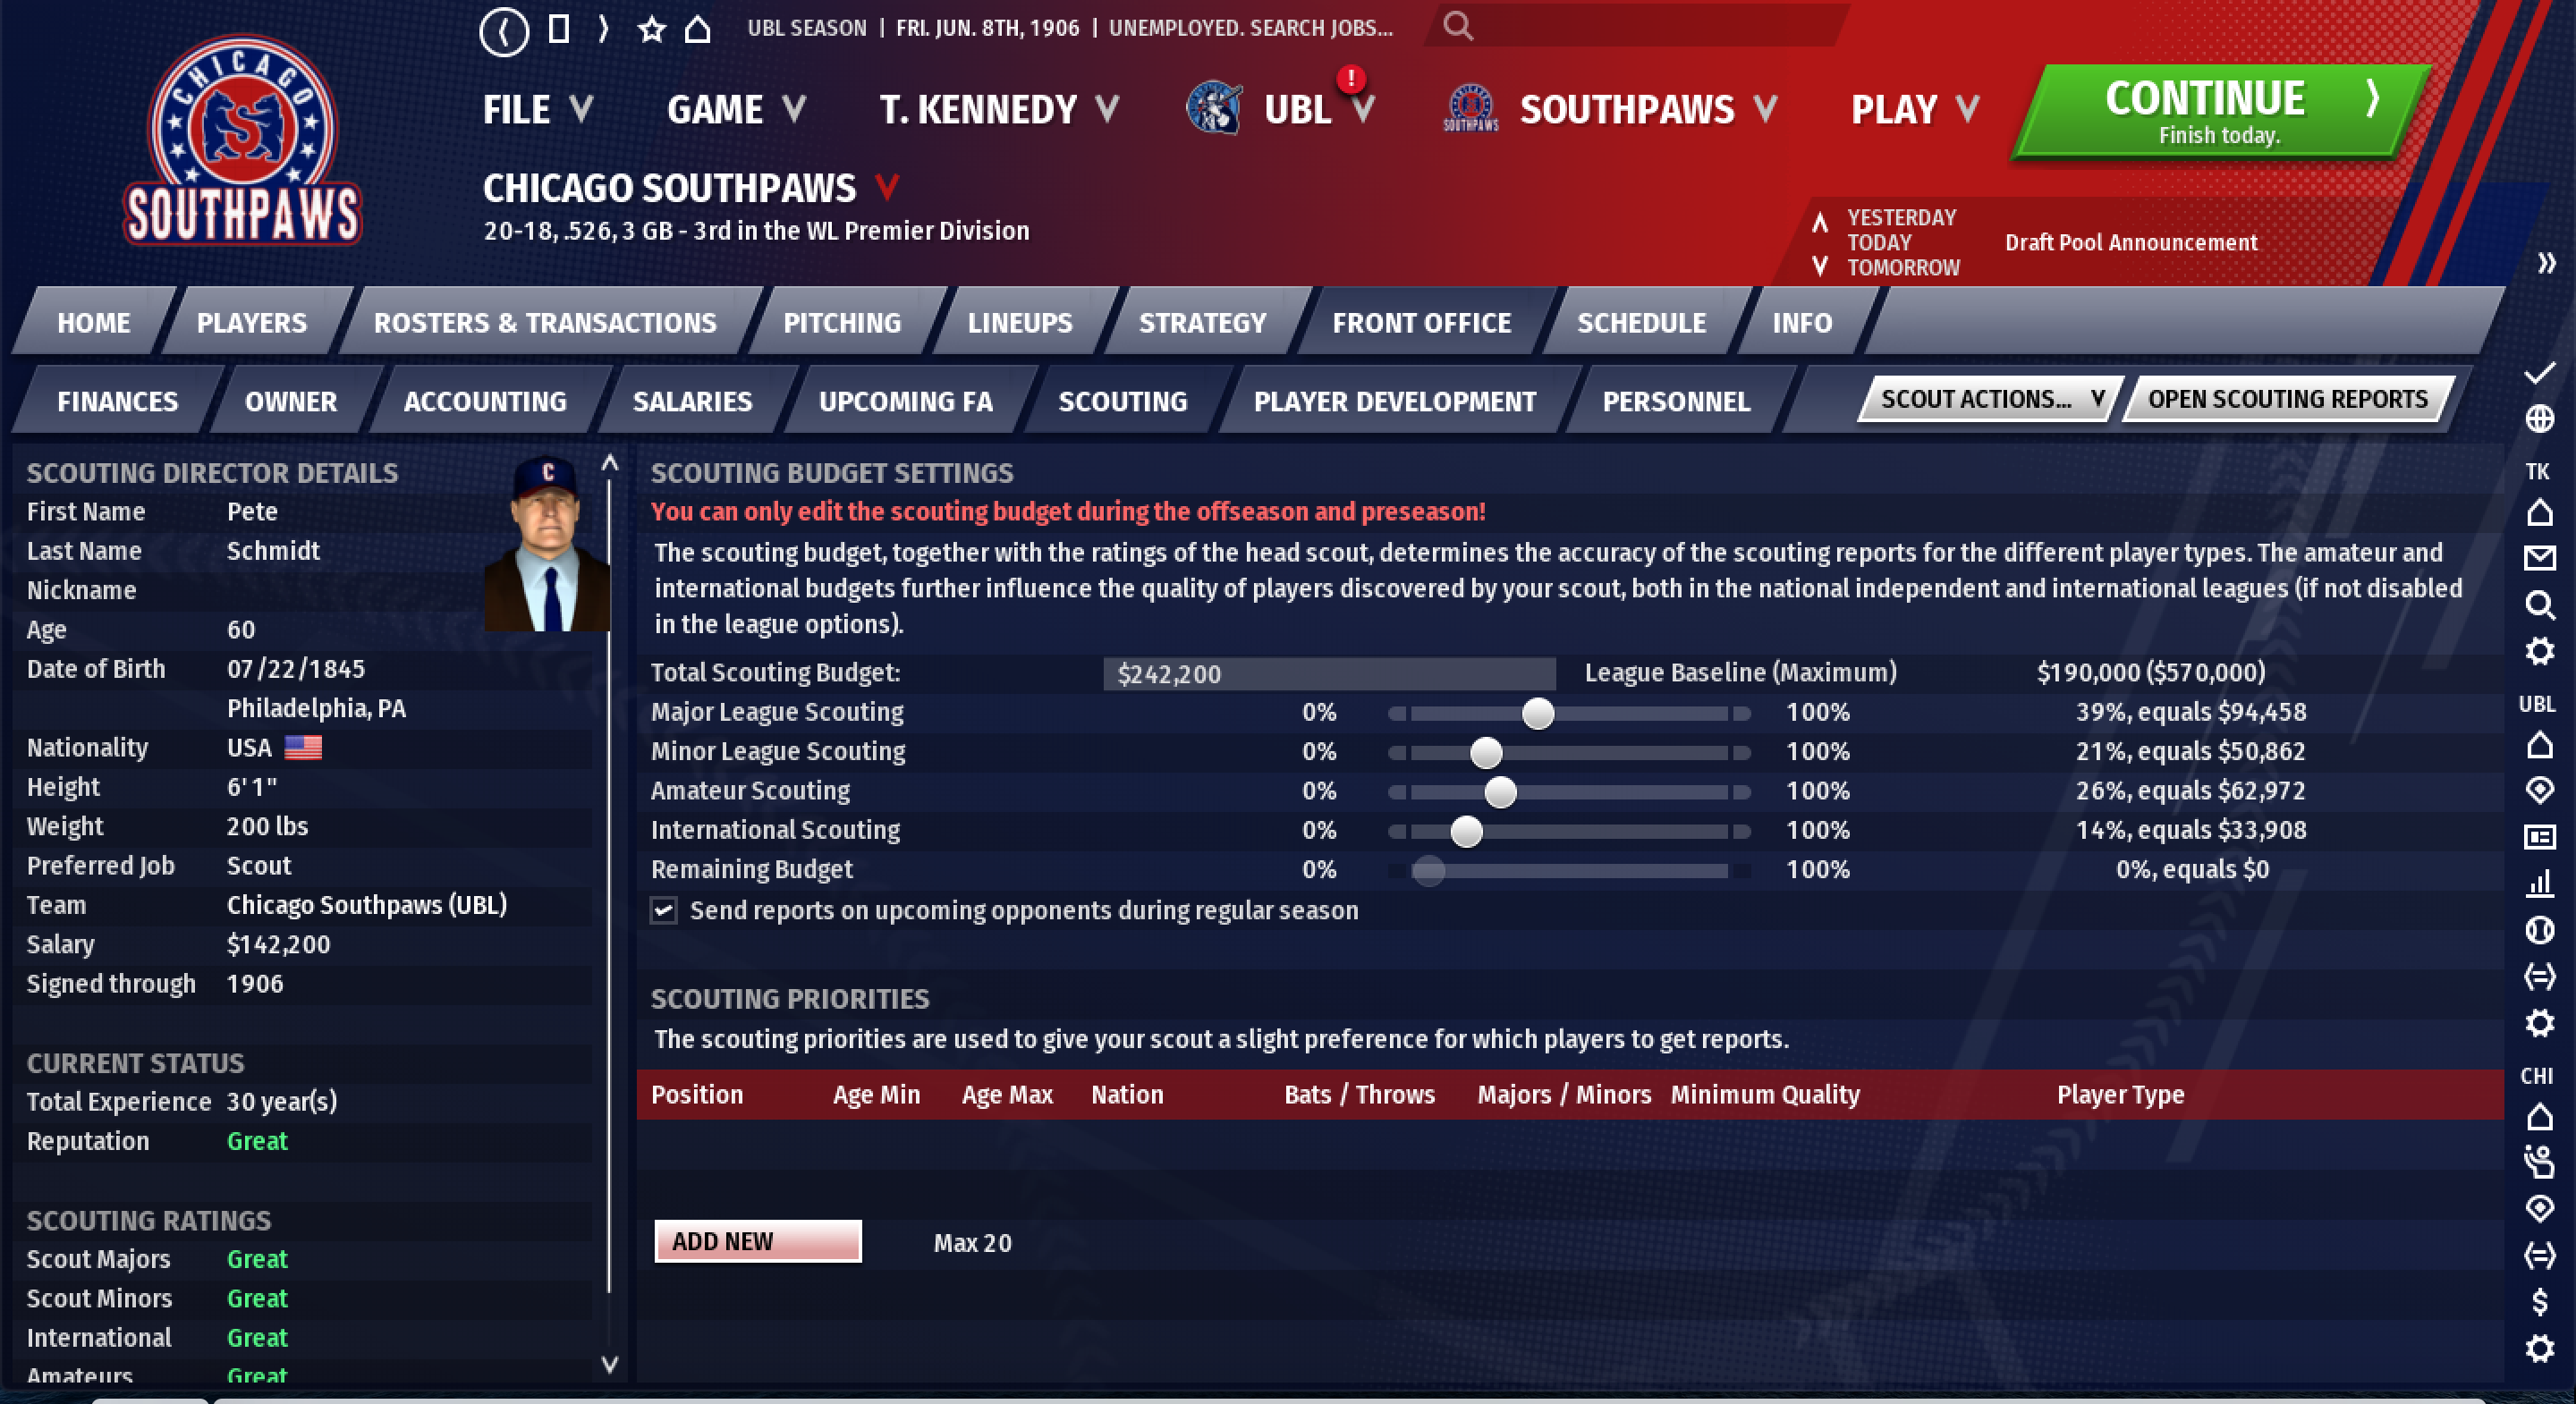 UBL SEASON | FRI. JUN. 8TH, 1906 | UNEMPLOYED. SEARCH JOBS...
CHICAGO
S
SOUTHPAWS
FILE
GAME
T. KENNEDY
UBL
!
SOUTHPAWS
SOUTHPAWS
PLAY
CONTINUE
Finish today.
CHICAGO SOUTHPAWS
20-18, .526, 3 GB - 3rd in the WL Premier Division
YESTERDAY
TODAY
TOMORROW
Draft Pool Announcement
HOME PLAYERS ROSTERS & TRANSACTIONS PITCHING LINEUPS STRATEGY FRONT OFFICE SCHEDULE INFO
FINANCES OWNER ACCOUNTING SALARIES UPCOMING FA SCOUTING PLAYER DEVELOPMENT PERSONNEL SCOUT ACTIONS... OPEN SCOUTING REPORTS
SCOUTING DIRECTOR DETAILS
C
First Name Pete
Last Name Schmidt
Nickname
Age 60
Date of Birth 07/22/1845
Philadelphia, PA
Nationality USA
Height 6' 1"
Weight 200 lbs
Preferred Job Scout
Team Chicago Southpaws (UBL)
Salary $142,200
Signed through 1906
CURRENT STATUS
Total Experience 30 year(s)
Reputation Great
SCOUTING RATINGS
Scout Majors Great
Scout Minors Great
International Great
Amateurs Great
SCOUTING BUDGET SETTINGS
You can only edit the scouting budget during the offseason and preseason!
The scouting budget, together with the ratings of the head scout, determines the accuracy of the scouting reports for the different player types. The amateur and
international budgets further influence the quality of players discovered by your scout, both in the national independent and international leagues (if not disabled
in the league options).
Total Scouting Budget: $242,200 League Baseline (Maximum) $190,000 ($570,000)
Major League Scouting 0% 100% 39%, equals $94,458
Minor League Scouting 0% 100% 21%, equals $50,862
Amateur Scouting 0% 100% 26%, equals $62,972
International Scouting 0% 100% 14%, equals $33,908
Remaining Budget 0% 100% 0%, equals $0
Send reports on upcoming opponents during regular season
SCOUTING PRIORITIES
The scouting priorities are used to give your scout a slight preference for which players to get reports.
Position Age Min Age Max Nation Bats / Throws Majors / Minors Minimum Quality Player Type
ADD NEW Max 20
TK
UBL
CHI
$